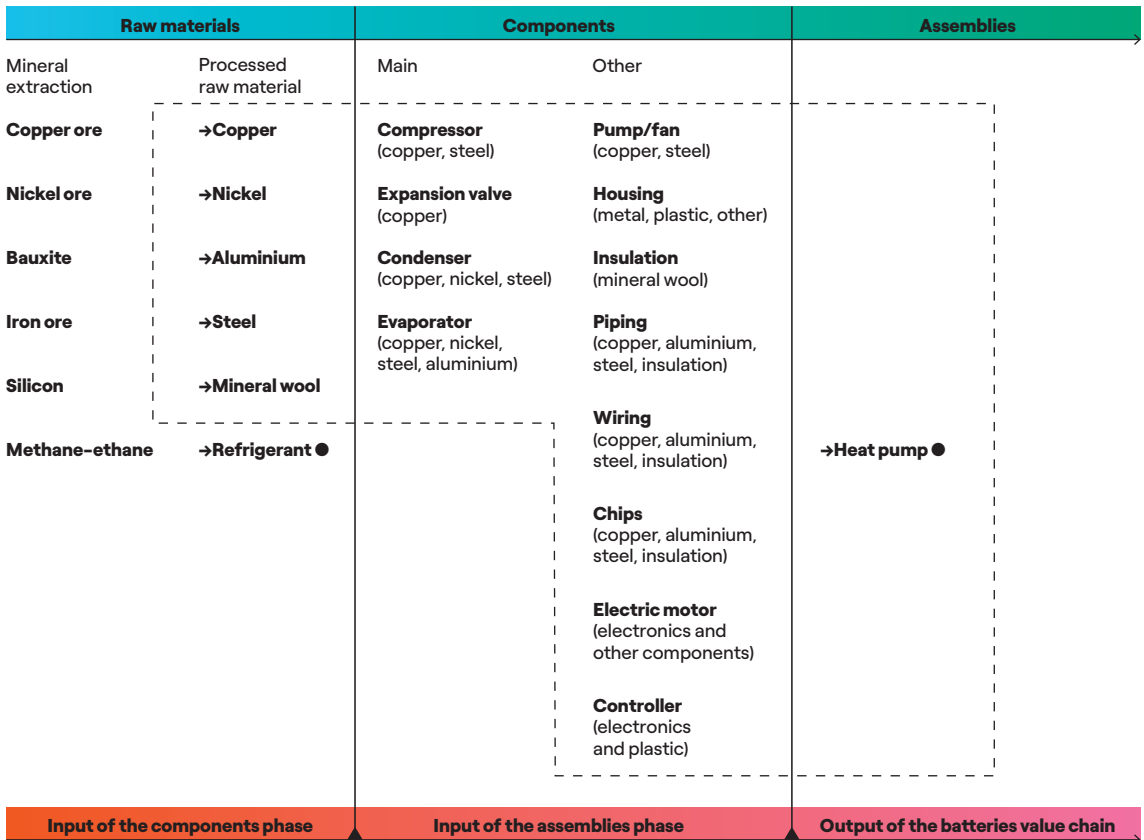 Raw materials
Components
Assemblies
Mineral
extraction
Processed
raw material
Main
Other
Copper ore
→Copper
Compressor
(copper, steel)
Pump/fan
(copper, steel)
Nickel ore
→Nickel
Expansion valve
(copper)
Housing
(metal, plastic, other)
Bauxite
→Aluminium
Condenser
(copper, nickel, steel)
Insulation
(mineral wool)
Iron ore
→Steel
Evaporator
(copper, nickel,
steel, aluminium)
Piping
(copper, aluminium,
steel, insulation)
Silicon
→Mineral wool
Wiring
(copper, aluminium,
steel, insulation)
Methane-ethane
→Refrigerant ●
→Heat pump ●
Chips
(copper, aluminium,
steel, insulation)
Electric motor
(electronics and
other components)
Controller
(electronics
and plastic)
Input of the components phase
Input of the assemblies phase
Output of the batteries value chain